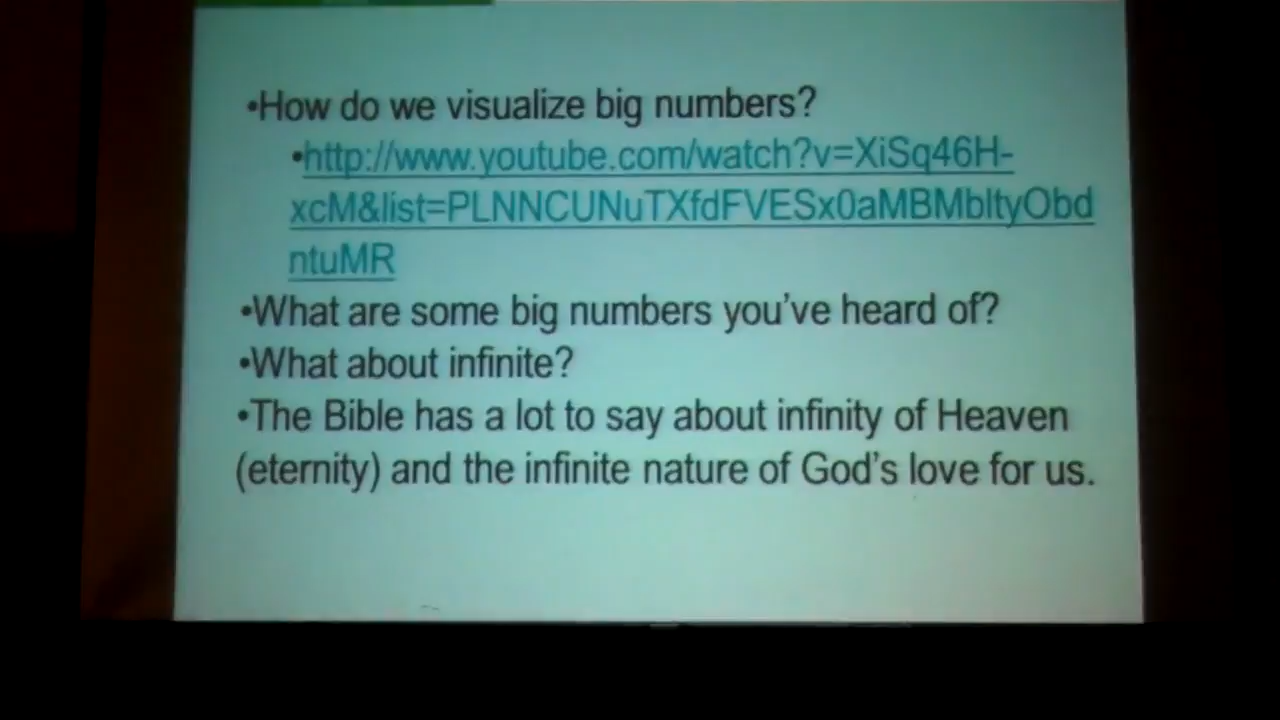 •How do we visualize big numbers?
•http://www.youtube.com/watch?v=XiSq46H-
xcM&list=PLNNCUNuTXfdFVESx0aMBMbltyObd
ntuMR
•What are some big numbers you've heard of?
•What about infinite?
•The Bible has a lot to say about infinity of Heaven
(eternity) and the infinite nature of God's love for us.